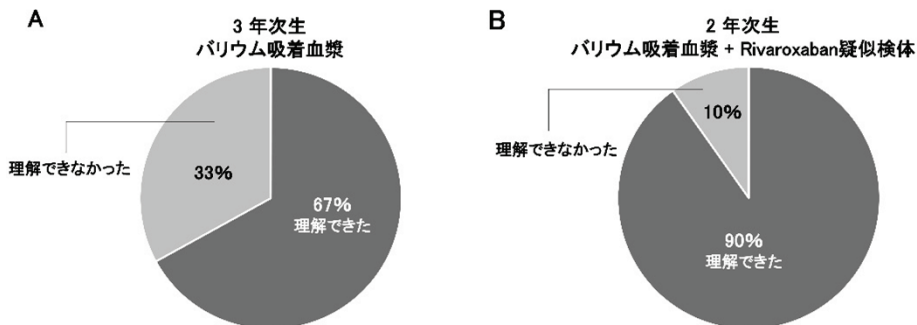 A
3 年次生
バリウム吸着血漿
理解できなかった
33%
67%
理解できた
B
2 年次生
バリウム吸着血漿 + Rivaroxaban疑似検体
10%
理解できなかった
90%
理解できた